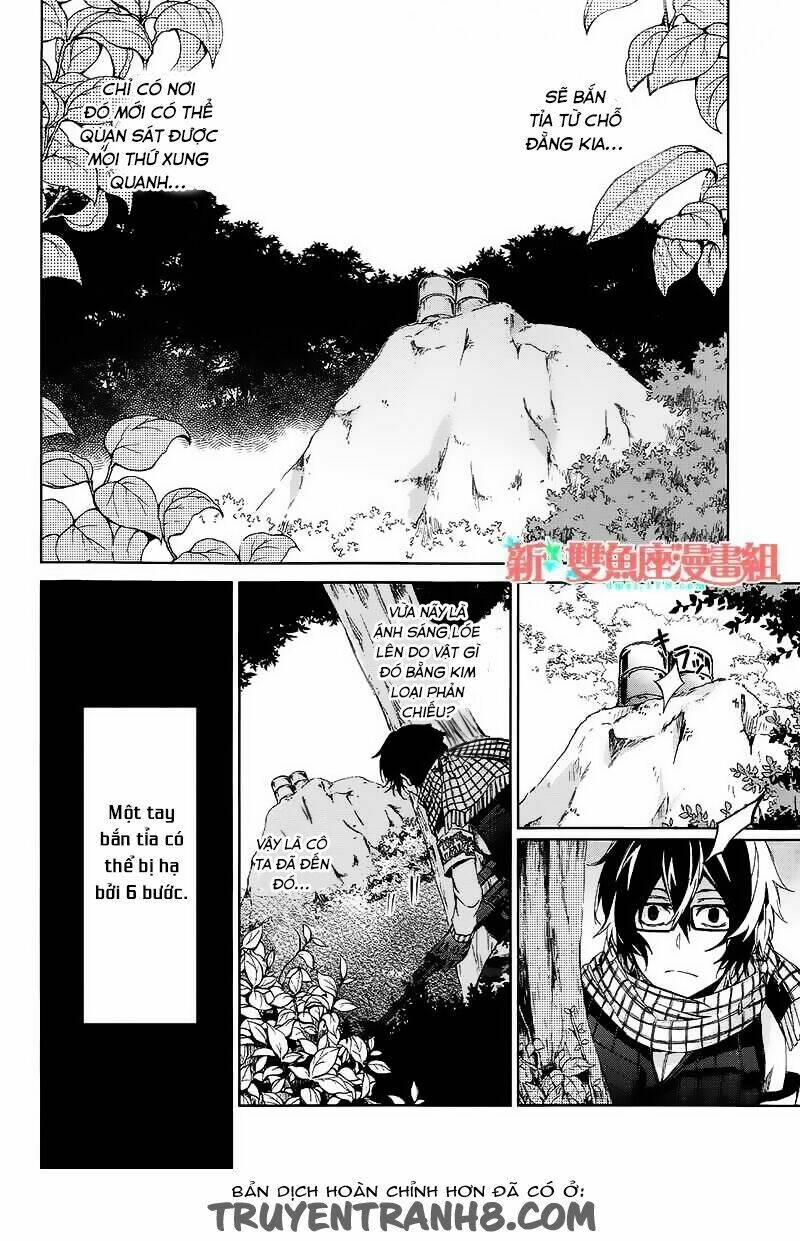 SẼ BẮN
TỈA TỪ CHỖ
ĐẰNG KIA...
CHỈ CÓ NƠI
ĐÓ MỚI CÓ THỂ
QUAN SÁT ĐƯỢC
MỌI THỨ XUNG
QUANH...
新 雙魚座漫畫組
キラッ
VỪA NÃY LÀ
ÁNH SÁNG LÓE
LÊN DO VẬT GÌ
ĐÓ BẰNG KIM
LOẠI PHẢN
CHIẾU?
VẬY LÀ CÔ
TA ĐÃ ĐẾN
ĐÓ...
Một tay
bắn tỉa có
thể bị hạ
bởi 6 bước.
BẢN DỊCH HOÀN CHỈNH HƠN ĐÃ CÓ Ở:
TRUYENTRANH8.COM